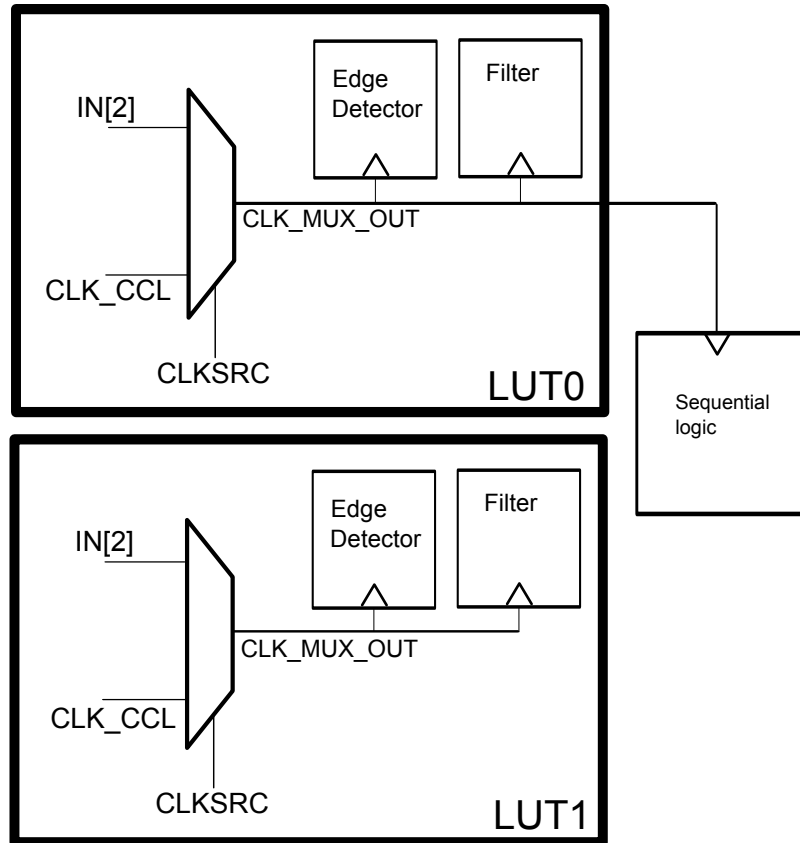 Edge
Detector
Filter
IN[2]
CLK_MUX_OUT
CLK_CCL
CLKSRC
LUT0
Sequential
logic
Edge
Detector
Filter
IN[2]
CLK_MUX_OUT
CLK_CCL
CLKSRC
LUT1